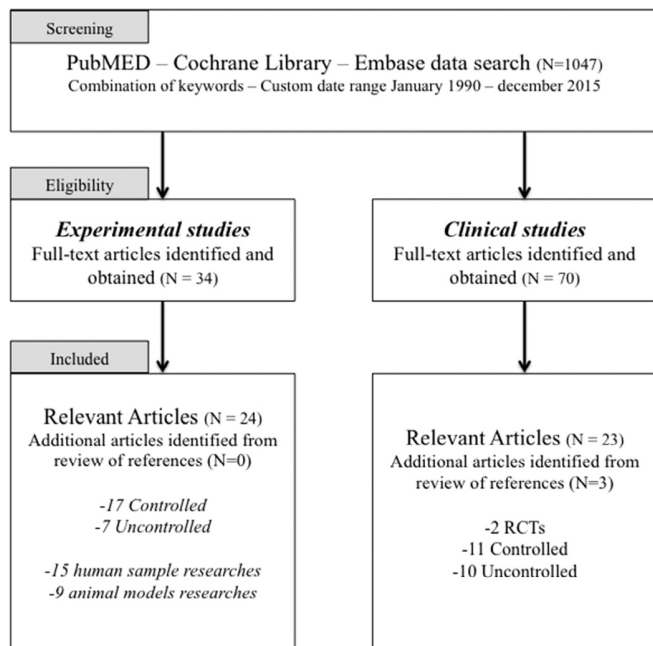 Screening
PubMED – Cochrane Library – Embase data search (N=1047)
Combination of keywords – Custom date range January 1990 – december 2015
Eligibility
Experimental studies
Full-text articles identified and
obtained (N = 34)
Clinical studies
Full-text articles identified and
obtained (N = 70)
Included
Relevant Articles (N = 24)
Additional articles identified from
review of references (N=0)
-17 Controlled
-7 Uncontrolled
-15 human sample researches
-9 animal models researches
Relevant Articles (N = 23)
Additional articles identified from
review of references (N=3)
-2 RCTs
-11 Controlled
-10 Uncontrolled